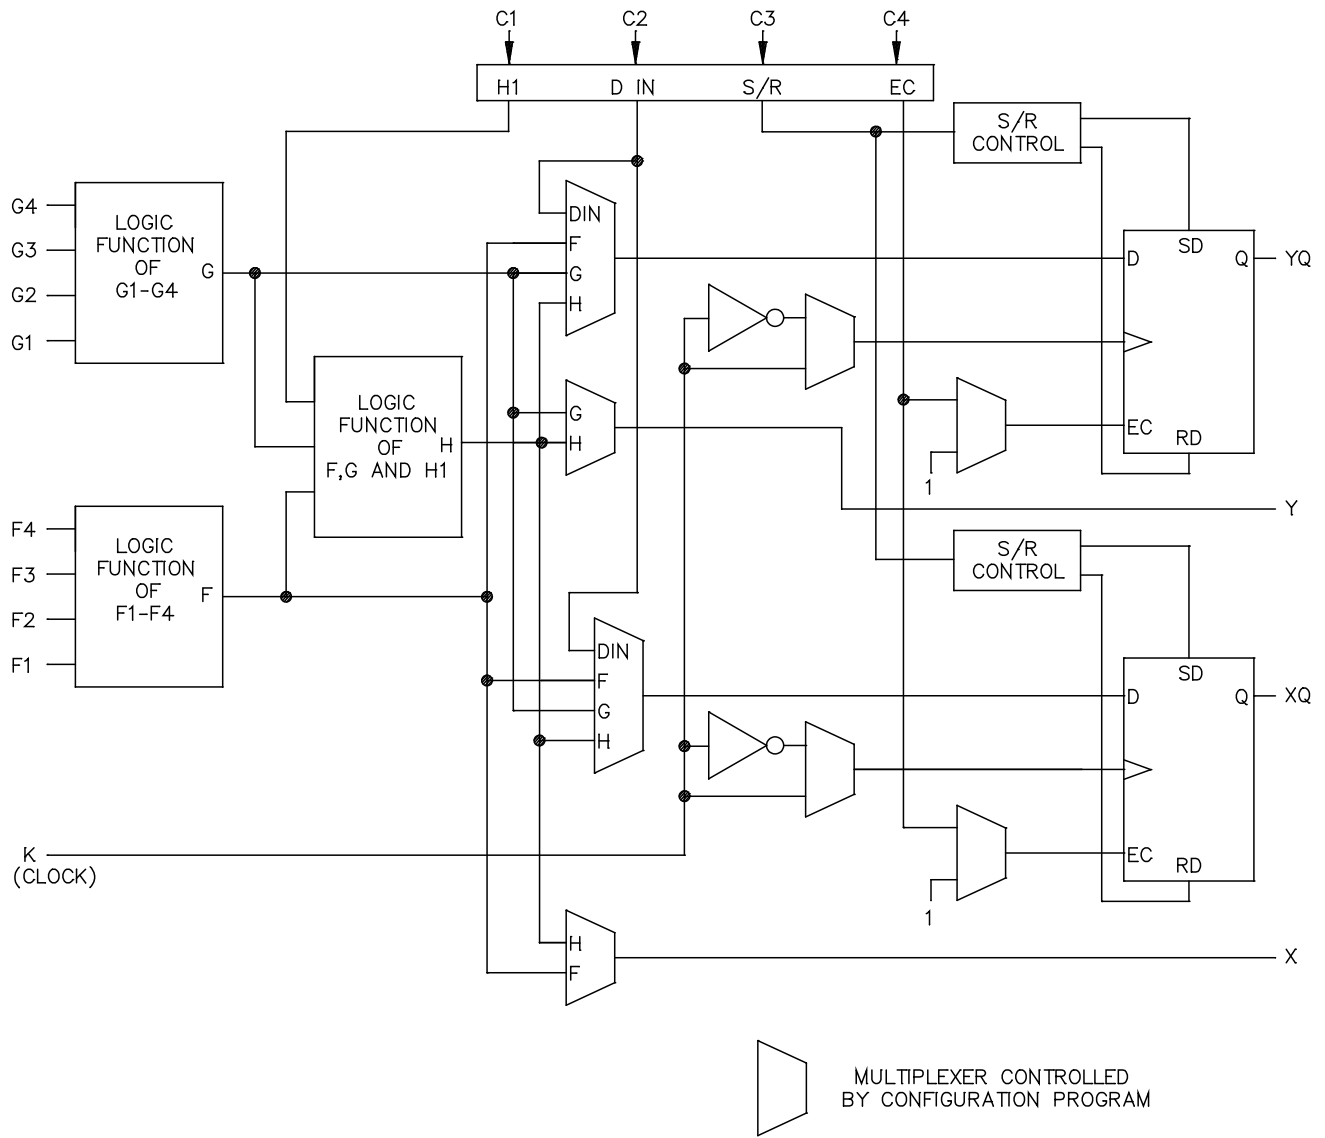 C1 C2 C3 C4
H1 D IN S/R EC
S/R
CONTROL
G4
G3
G2
G1
LOGIC
FUNCTION
OF
G1-G4
G
DIN
F
G
H
D
SD
Q
YQ
EC
RD
1
LOGIC
FUNCTION
OF
F,G AND H1
H
G
H
Y
F4
F3
F2
F1
LOGIC
FUNCTION
OF
F1-F4
F
S/R
CONTROL
DIN
F
G
H
D
SD
Q
XQ
EC
RD
1
K
(CLOCK)
H
F
X
MULTIPLEXER CONTROLLED
BY CONFIGURATION PROGRAM